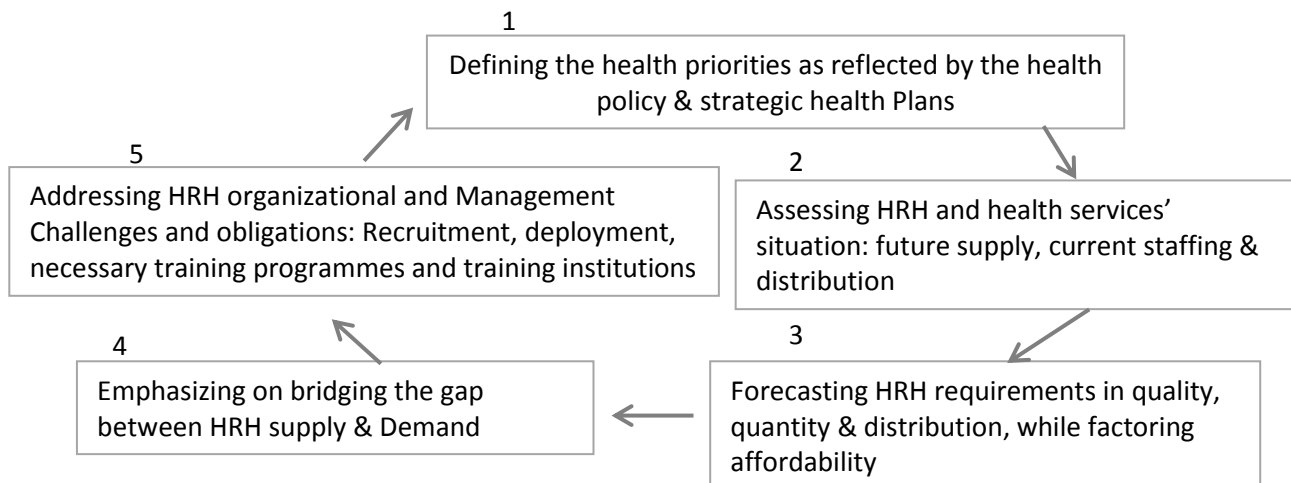 1
Defining the health priorities as reflected by the health
policy & strategic health Plans
2
Assessing HRH and health services’
situation: future supply, current staffing &
distribution
3
Forecasting HRH requirements in quality,
quantity & distribution, while factoring
affordability
4
Emphasizing on bridging the gap
between HRH supply & Demand
5
Addressing HRH organizational and Management
Challenges and obligations: Recruitment, deployment,
necessary training programmes and training institutions